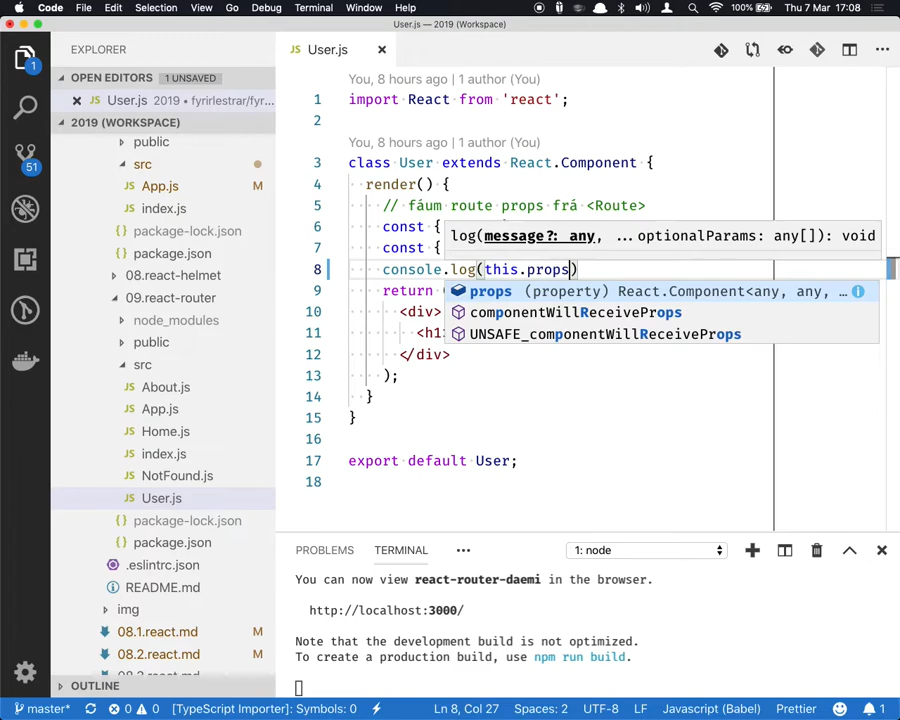 Code File Edit Selection View Go Debug Terminal Window Help 100% Thu 7 Mar 17:08
User.js — 2019 (Workspace)
EXPLORER
OPEN EDITORS 1 UNSAVED
User.js 2019 • fyrirlestrar/fyr...
2019 (WORKSPACE)
public
src
App.js M
index.js
package-lock.json
package.json
08.react-helmet
09.react-router
node_modules
public
src
About.js
App.js
Home.js
index.js
NotFound.js
User.js
package-lock.json
package.json
.eslintrc.json
README.md
img
08.1.react.md M
08.2.react.md M
OUTLINE
1
51
User.js
You, 8 hours ago | 1 author (You)
1 import React from 'react';
2
You, 8 hours ago | 1 author (You)
3 class User extends React.Component {
4 render() {
5 // fáum route props frá <Route>
6 const {
7 const {
8 console.log(this.props)
9 return
10 <div>
11 <h1
12 </div>
13 );
14 }
15 }
16
17 export default User;
18
log(message?: any, ...optionalParams: any[]): void
props (property) React.Component<any, any, ...
componentWillReceiveProps
UNSAFE_componentWillReceiveProps
PROBLEMS TERMINAL ••• 1: node
You can now view react-router-daemi in the browser.
http://localhost:3000/
Note that the development build is not optimized.
To create a production build, use npm run build.
master* 0 0 [TypeScript Importer]: Symbols: 0 Ln 8, Col 27 Spaces: 2 UTF-8 LF Javascript (Babel) Prettier 1